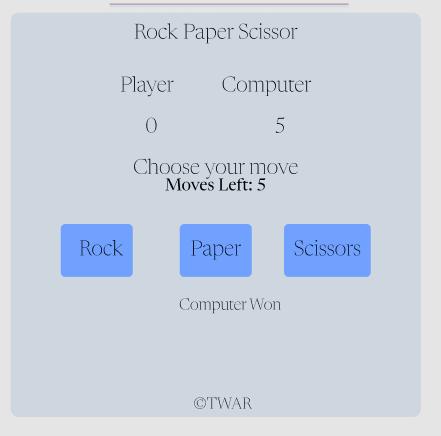 Rock Paper Scissor
Player Computer
0 5
Choose your move
Moves Left: 5
Rock Paper Scissors
Computer Won
©TWAR